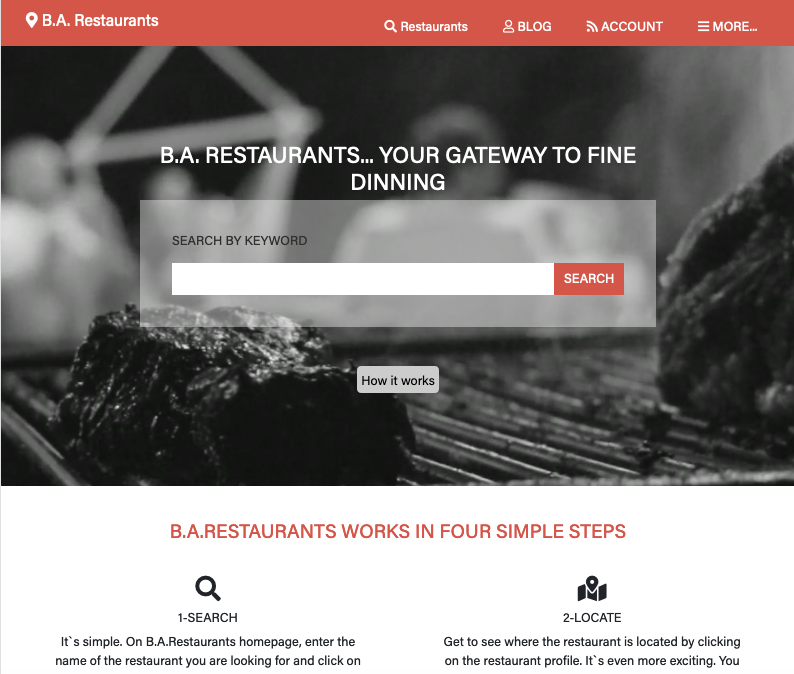 B.A. Restaurants
Restaurants BLOG ACCOUNT MORE...
B.A. RESTAURANTS... YOUR GATEWAY TO FINE
DINNING
SEARCH BY KEYWORD
SEARCH
How it works
B.A.RESTAURANTS WORKS IN FOUR SIMPLE STEPS
1-SEARCH
It`s simple. On B.A.Restaurants homepage, enter the
name of the restaurant you are looking for and click on
2-LOCATE
Get to see where the restaurant is located by clicking
on the restaurant profile. It`s even more exciting. You